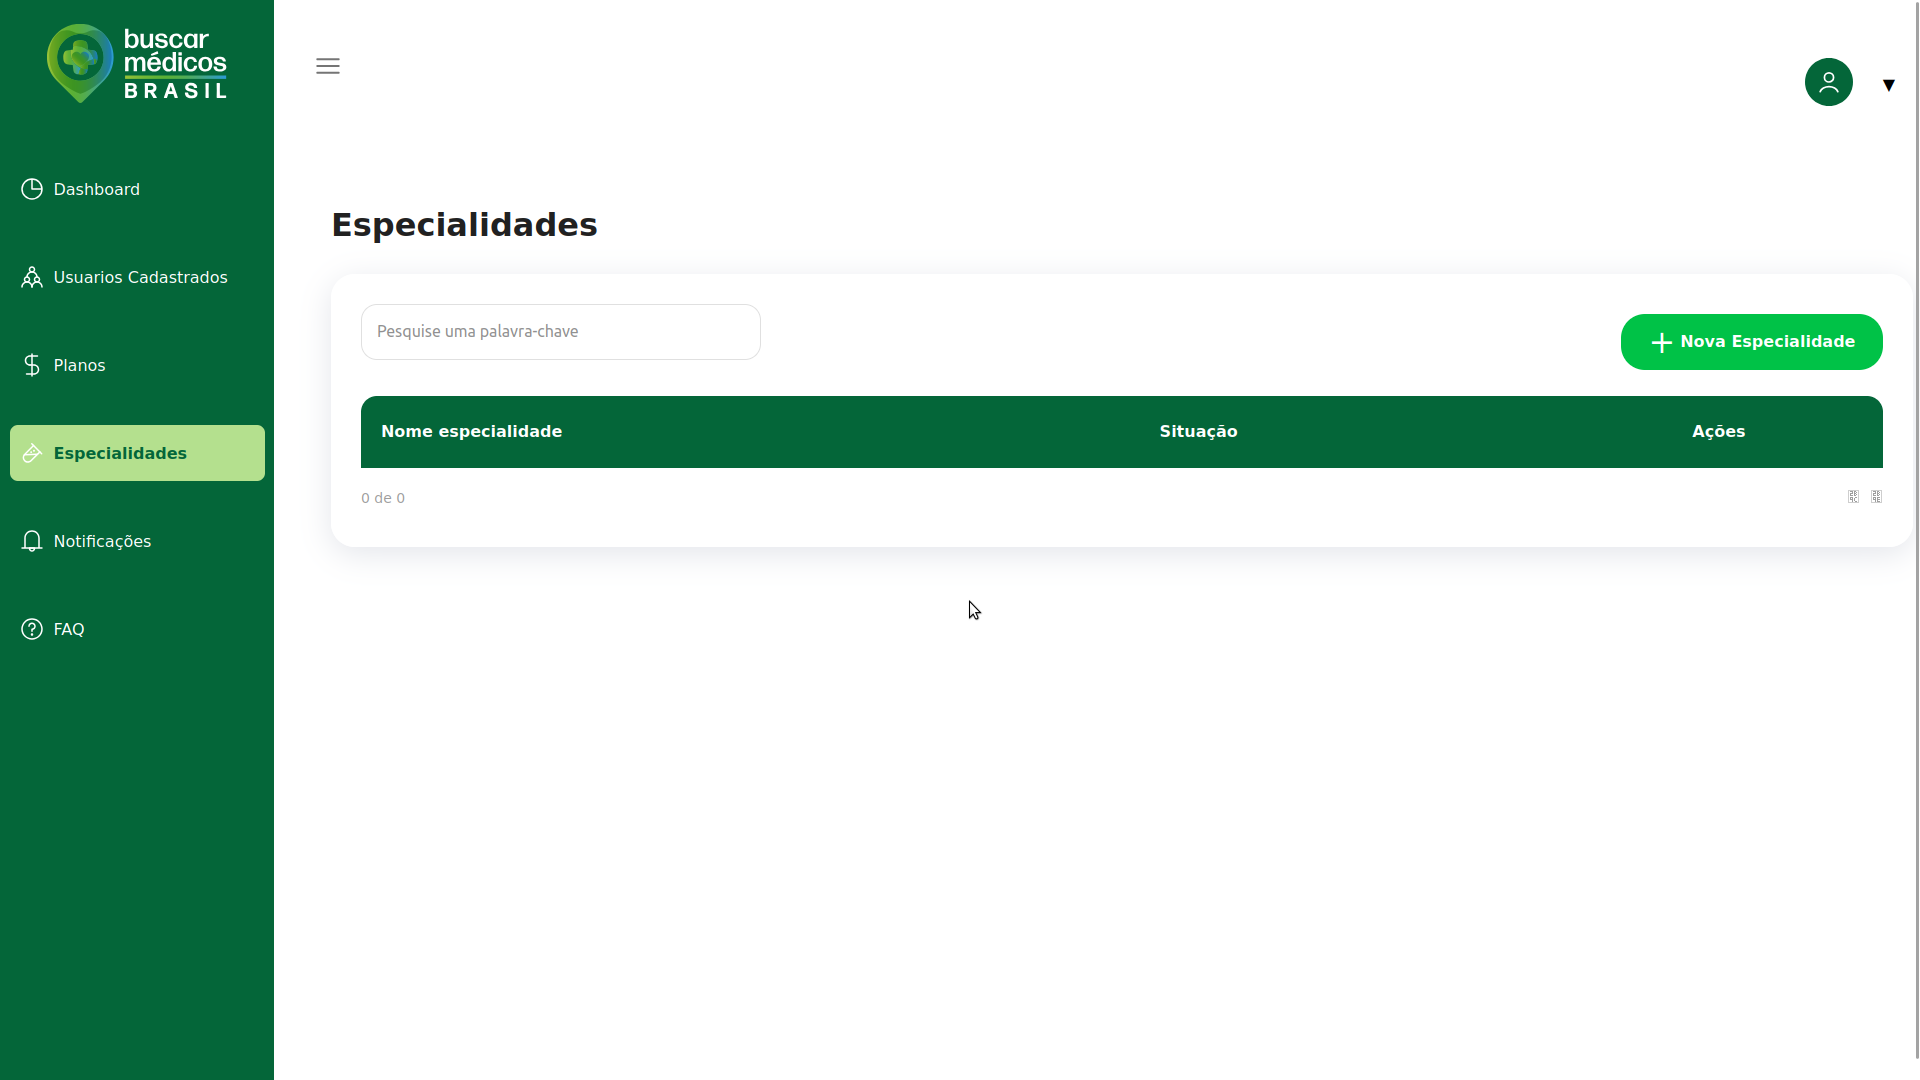 buscar
médicos
BRASIL
Dashboard
Usuarios Cadastrados
Planos
Especialidades
Notificações
FAQ
▼
Especialidades
Pesquise uma palavra-chave
Nova Especialidade
Nome especialidade Situação Ações
0 de 0